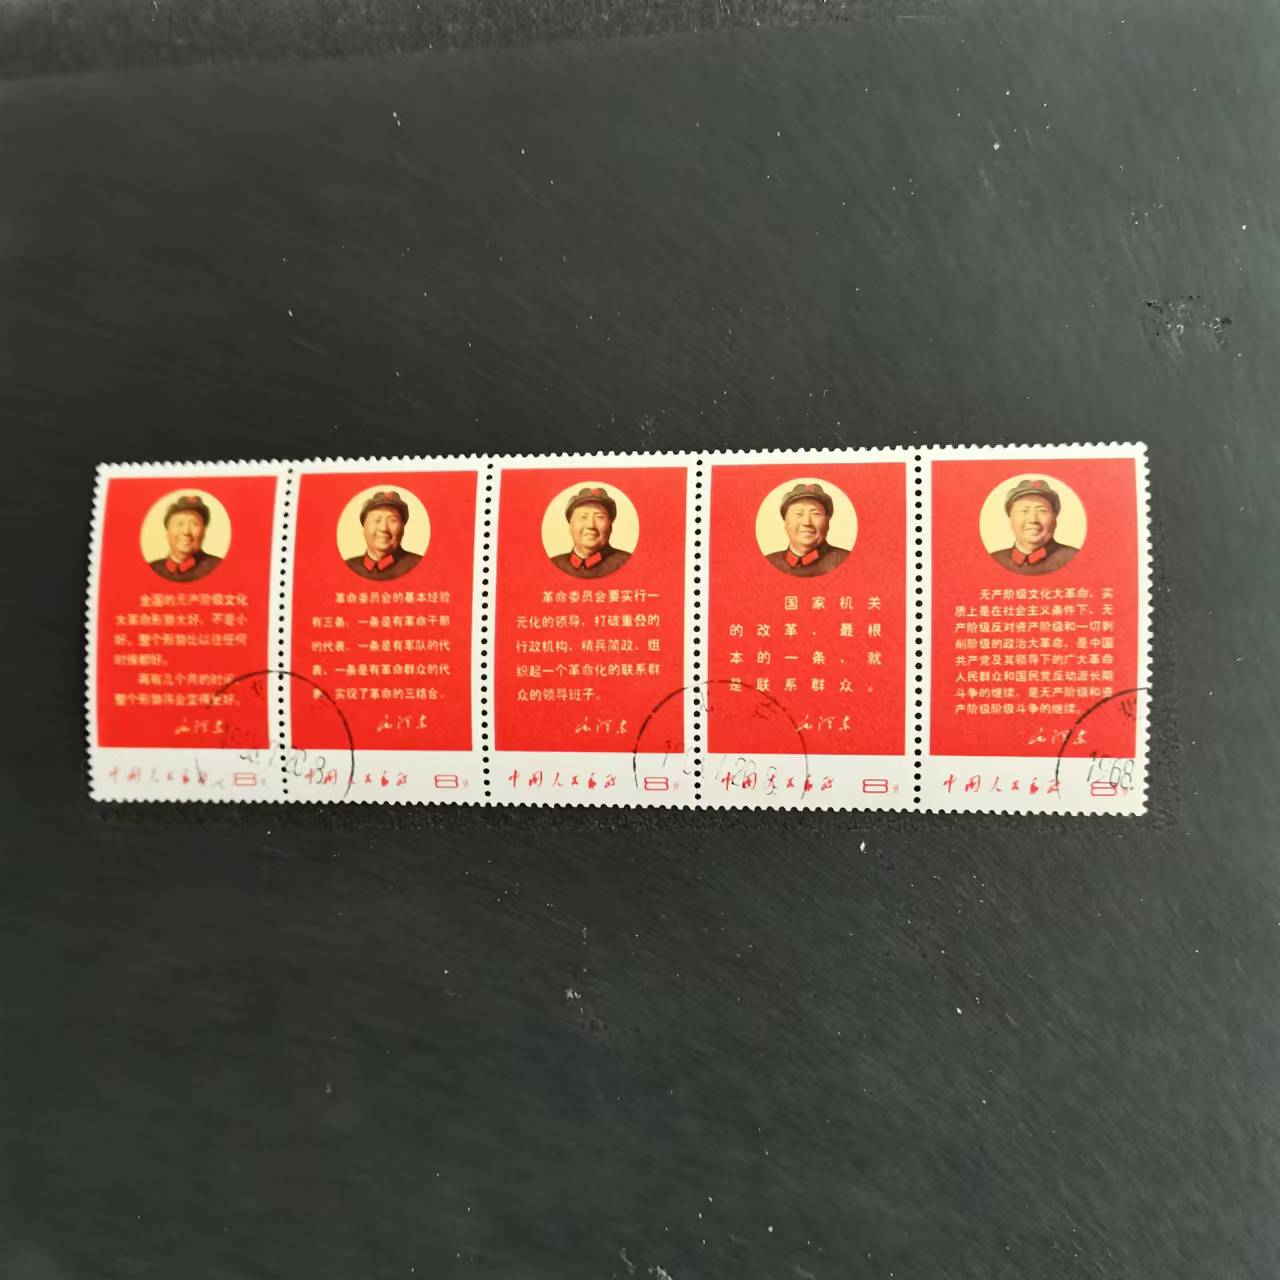 全国的无产阶级文化
大革命形势大好，不是小
好。整个形势比以往任何
时候都好。
再有几个月的时
整个形势将会变得更好。
毛泽东
中国人民邮政 8分
革命委员会的基本经验
有三条：一条是有革命干部
的代表，一条是有军队的代
表，一条是有革命群众的代
表，实现了革命的三结合。
毛泽东
中国人民邮政 8分
革命委员会要实行一
元化的领导，打破重叠的
行政机构，精兵简政，组
织起一个革命化的联系群
众的领导班子。
中国人民邮政 8分
国家机关
的改革，最根
本的一条，就
是联系群众。
毛泽东
中国人民邮政 8分
无产阶级文化大革命，实
质上是在社会主义条件下，无
产阶级反对资产阶级和一切剥
削阶级的政治大革命，是中国
共产党及其领导下的广大革命
人民群众和国民党反动派长期
斗争的继续，是无产阶级和资
产阶级阶级斗争的继续。
毛泽东
中国人民邮政 8分
1968